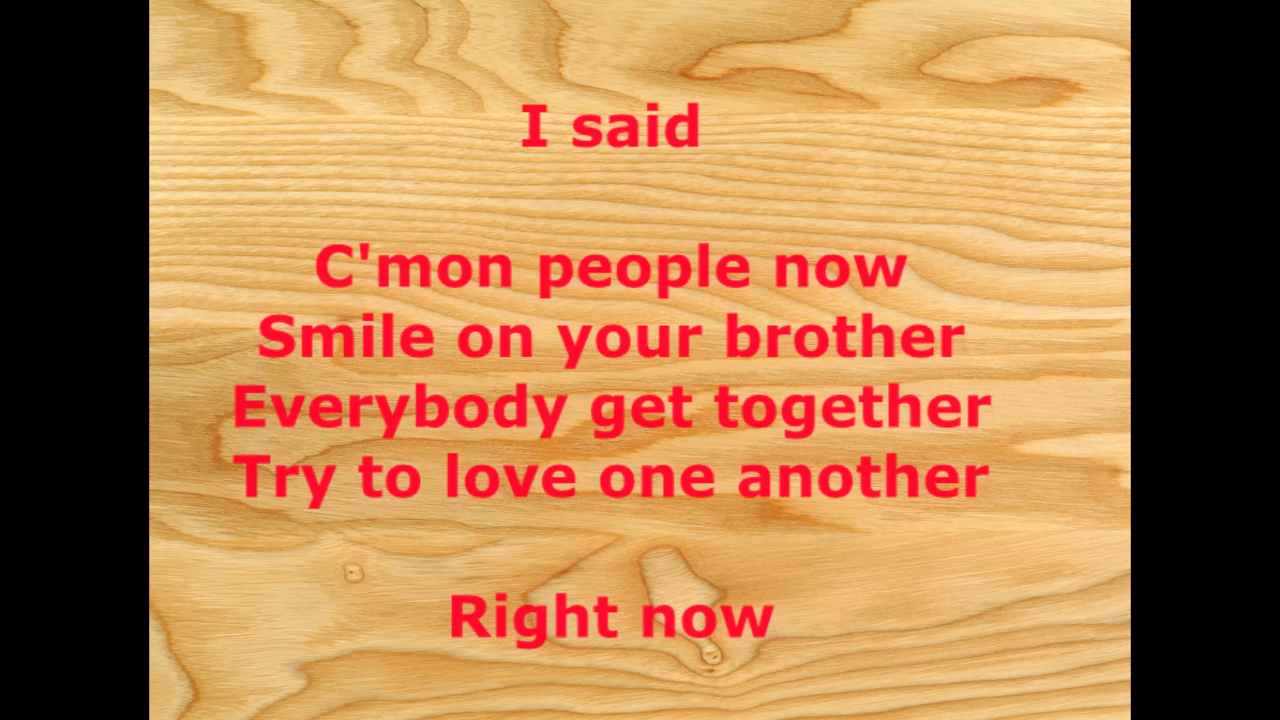 I said
C'mon people now
Smile on your brother
Everybody get together
Try to love one another
Right now